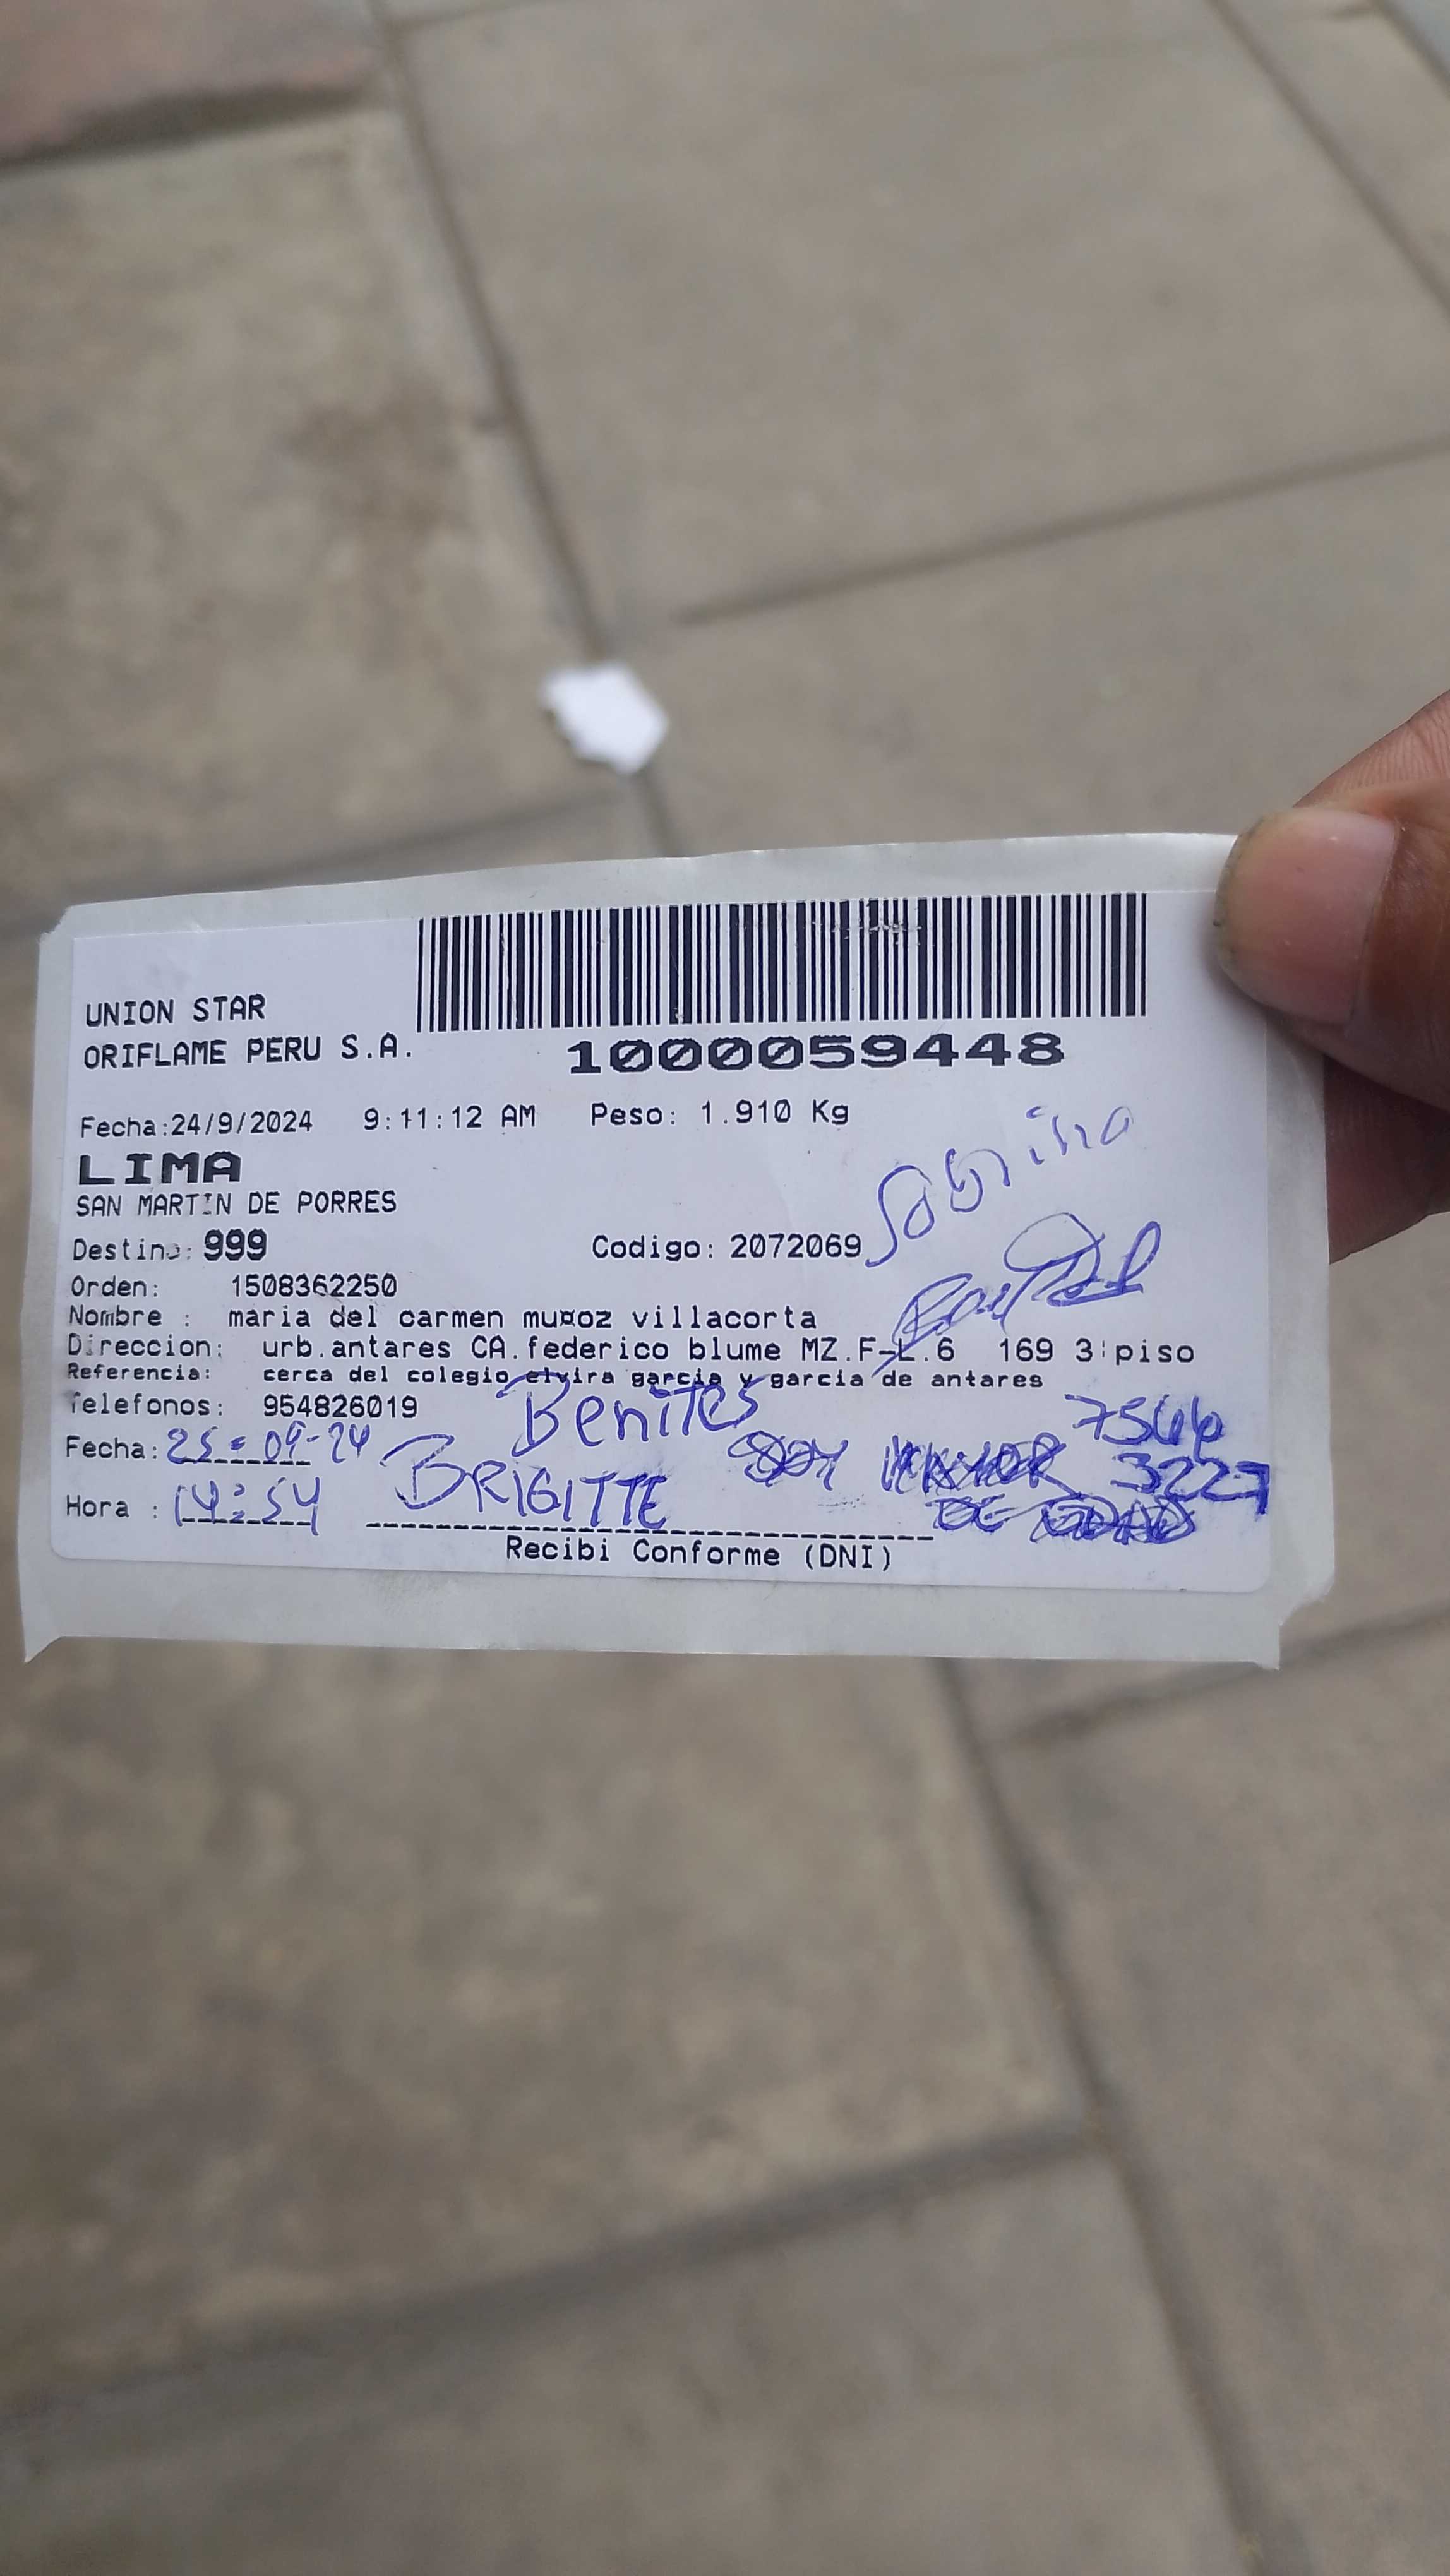 UNION STAR
ORIFLAME PERU S.A.
1000059448
Fecha:24/9/2024 9:11:12 AM Peso: 1.910 Kg
LIMA
SAN MARTIN DE PORRES
Sabrina
Destino: 999 Codigo: 2072069
Orden: 1508362250
Nombre : maria del carmen mu¤oz villacorta
Direccion: urb.antares CA.federico blume MZ.F-L.6 169 3¦piso
Referencia: cerca del colegio elvira garcia y garcia de antares
Telefonos: 954826019
Benites
7546
Fecha: 25-09-24
BRIGITTE
3227
Hora : 14:54
Recibi Conforme (DNI)